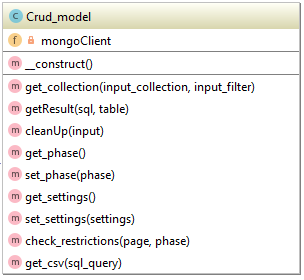 C Crud_model
f mongoClient
m __construct()
m get_collection(input_collection, input_filter)
m getResult(sql, table)
m cleanUp(input)
m get_phase()
m set_phase(phase)
m get_settings()
m set_settings(settings)
m check_restrictions(page, phase)
m get_csv(sql_query)